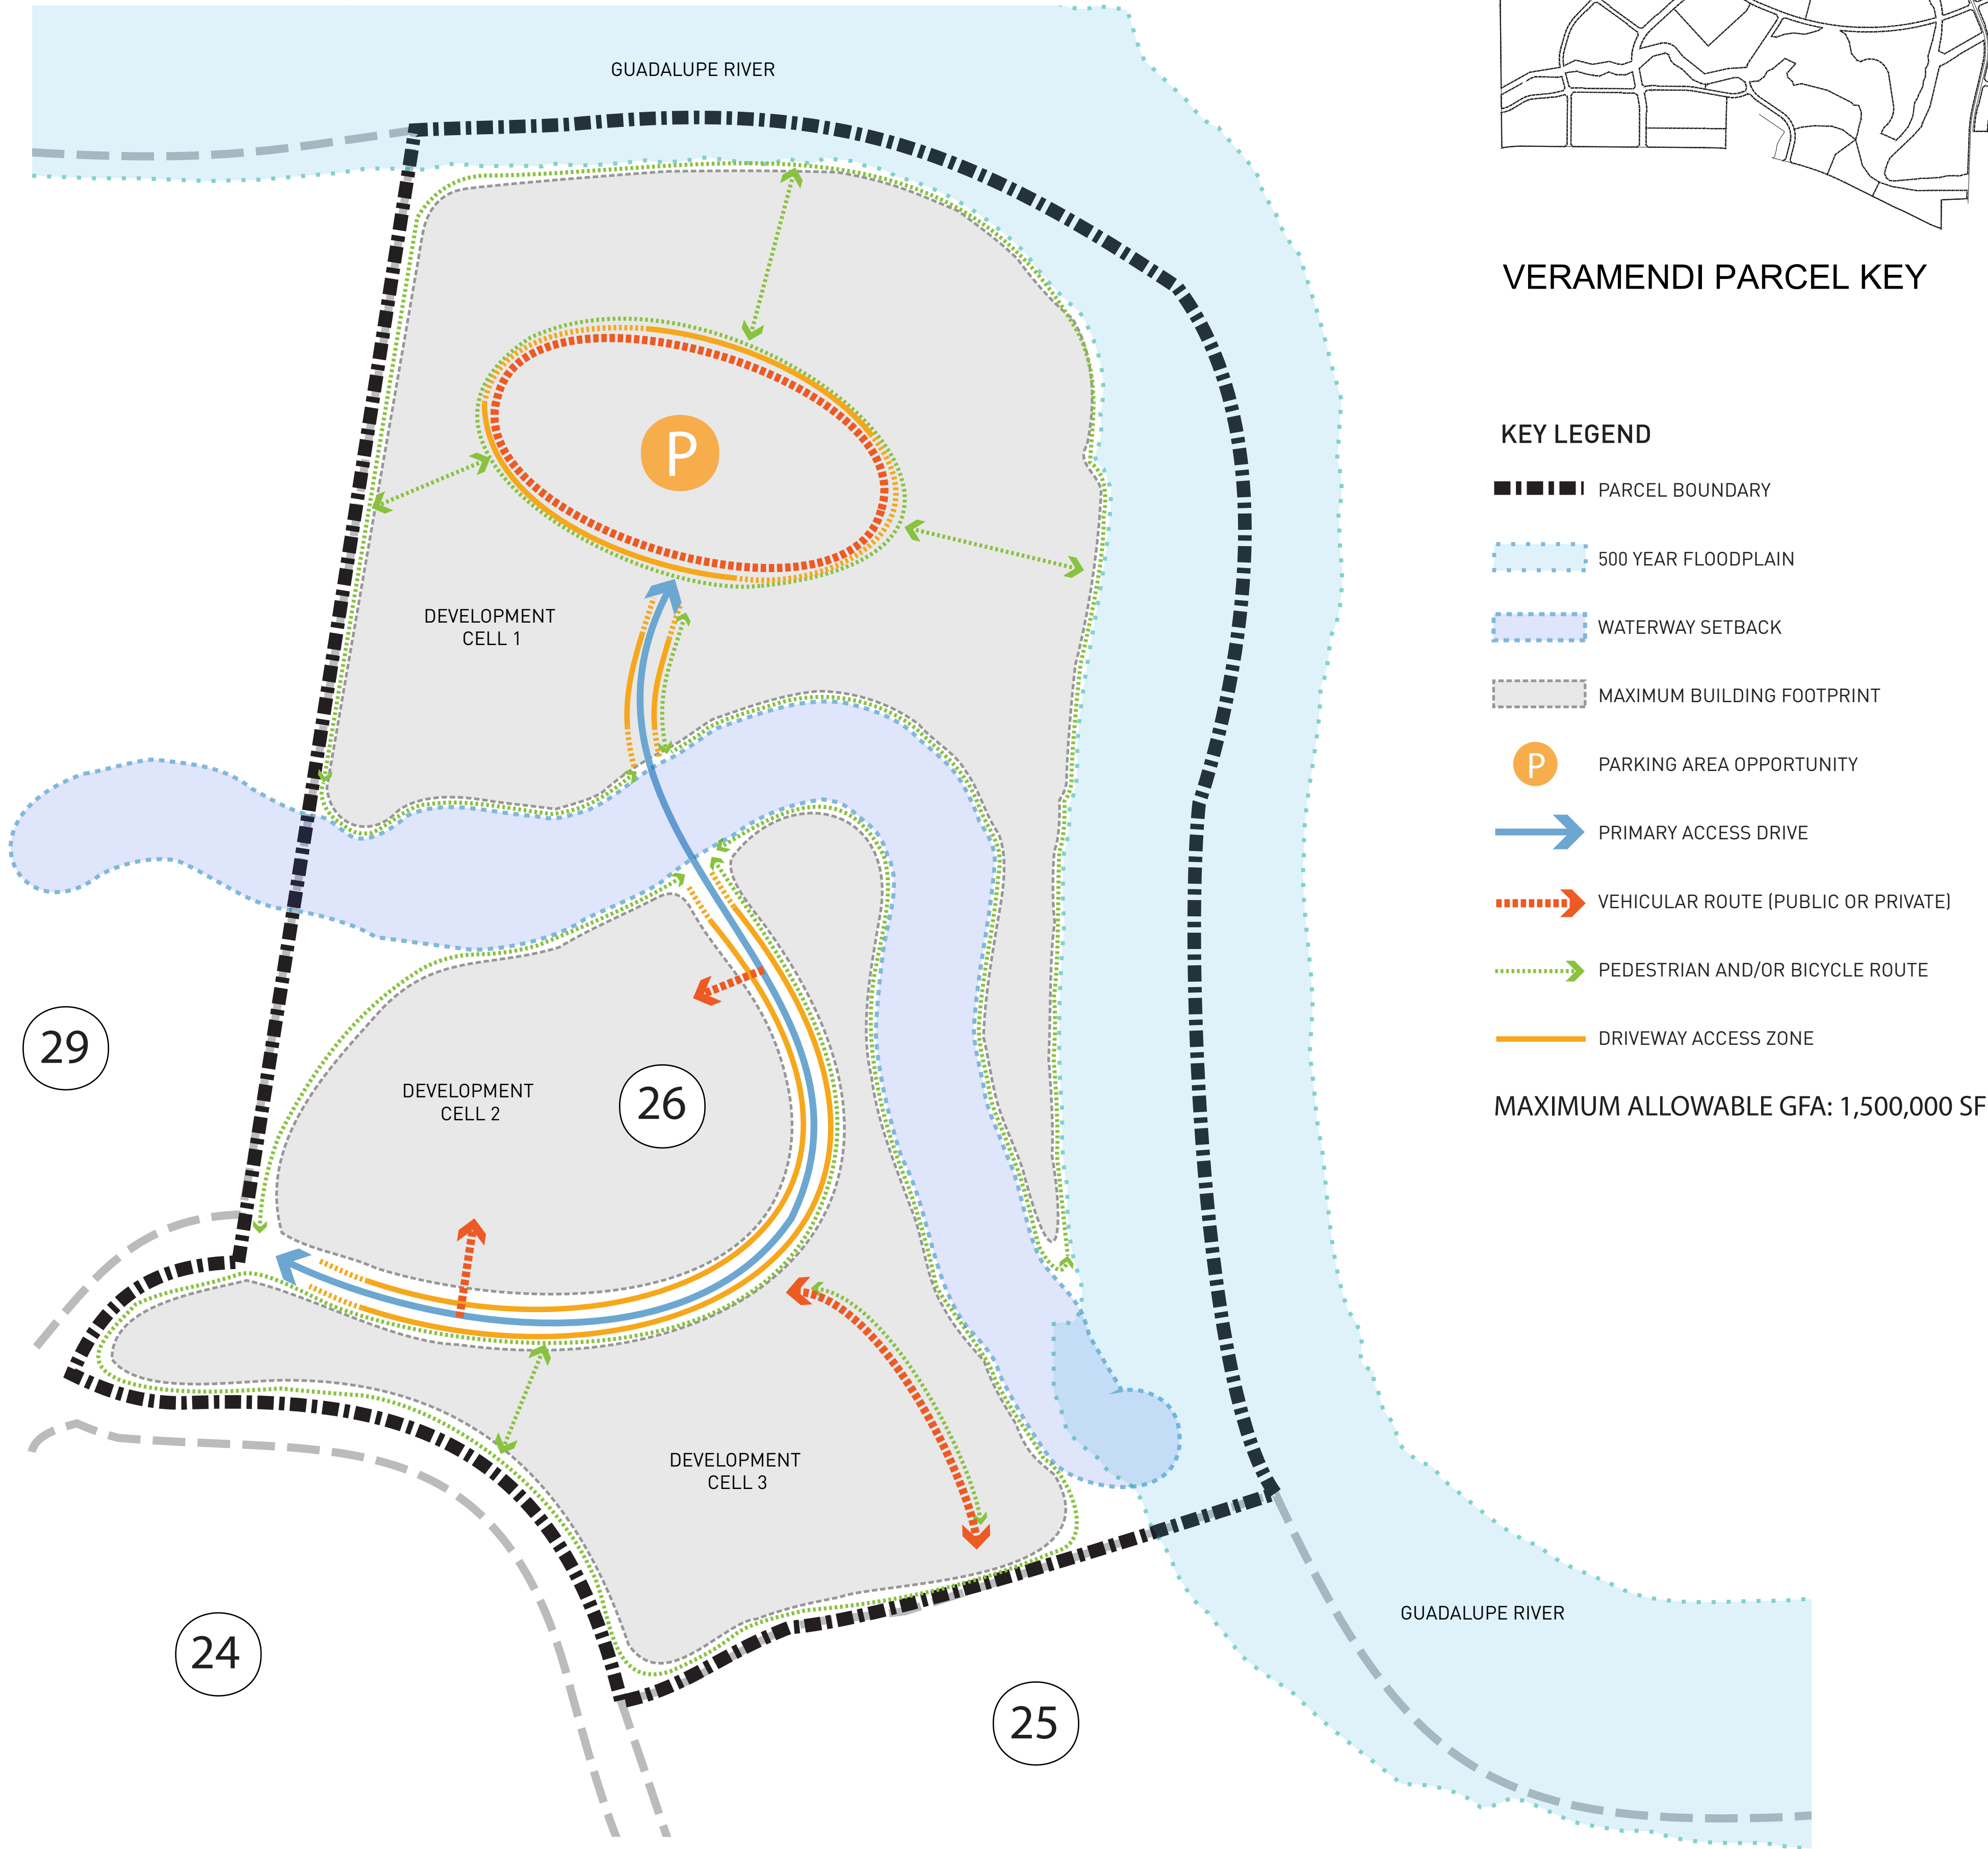 GUADALUPE RIVER
VERAMENDI PARCEL KEY
KEY LEGEND
PARCEL BOUNDARY
500 YEAR FLOODPLAIN
WATERWAY SETBACK
MAXIMUM BUILDING FOOTPRINT
P
PARKING AREA OPPORTUNITY
PRIMARY ACCESS DRIVE
VEHICULAR ROUTE (PUBLIC OR PRIVATE)
PEDESTRIAN AND/OR BICYCLE ROUTE
DRIVEWAY ACCESS ZONE
MAXIMUM ALLOWABLE GFA: 1,500,000 SF
P
DEVELOPMENT
CELL 1
29
DEVELOPMENT
CELL 2
26
DEVELOPMENT
CELL 3
24
25
GUADALUPE RIVER